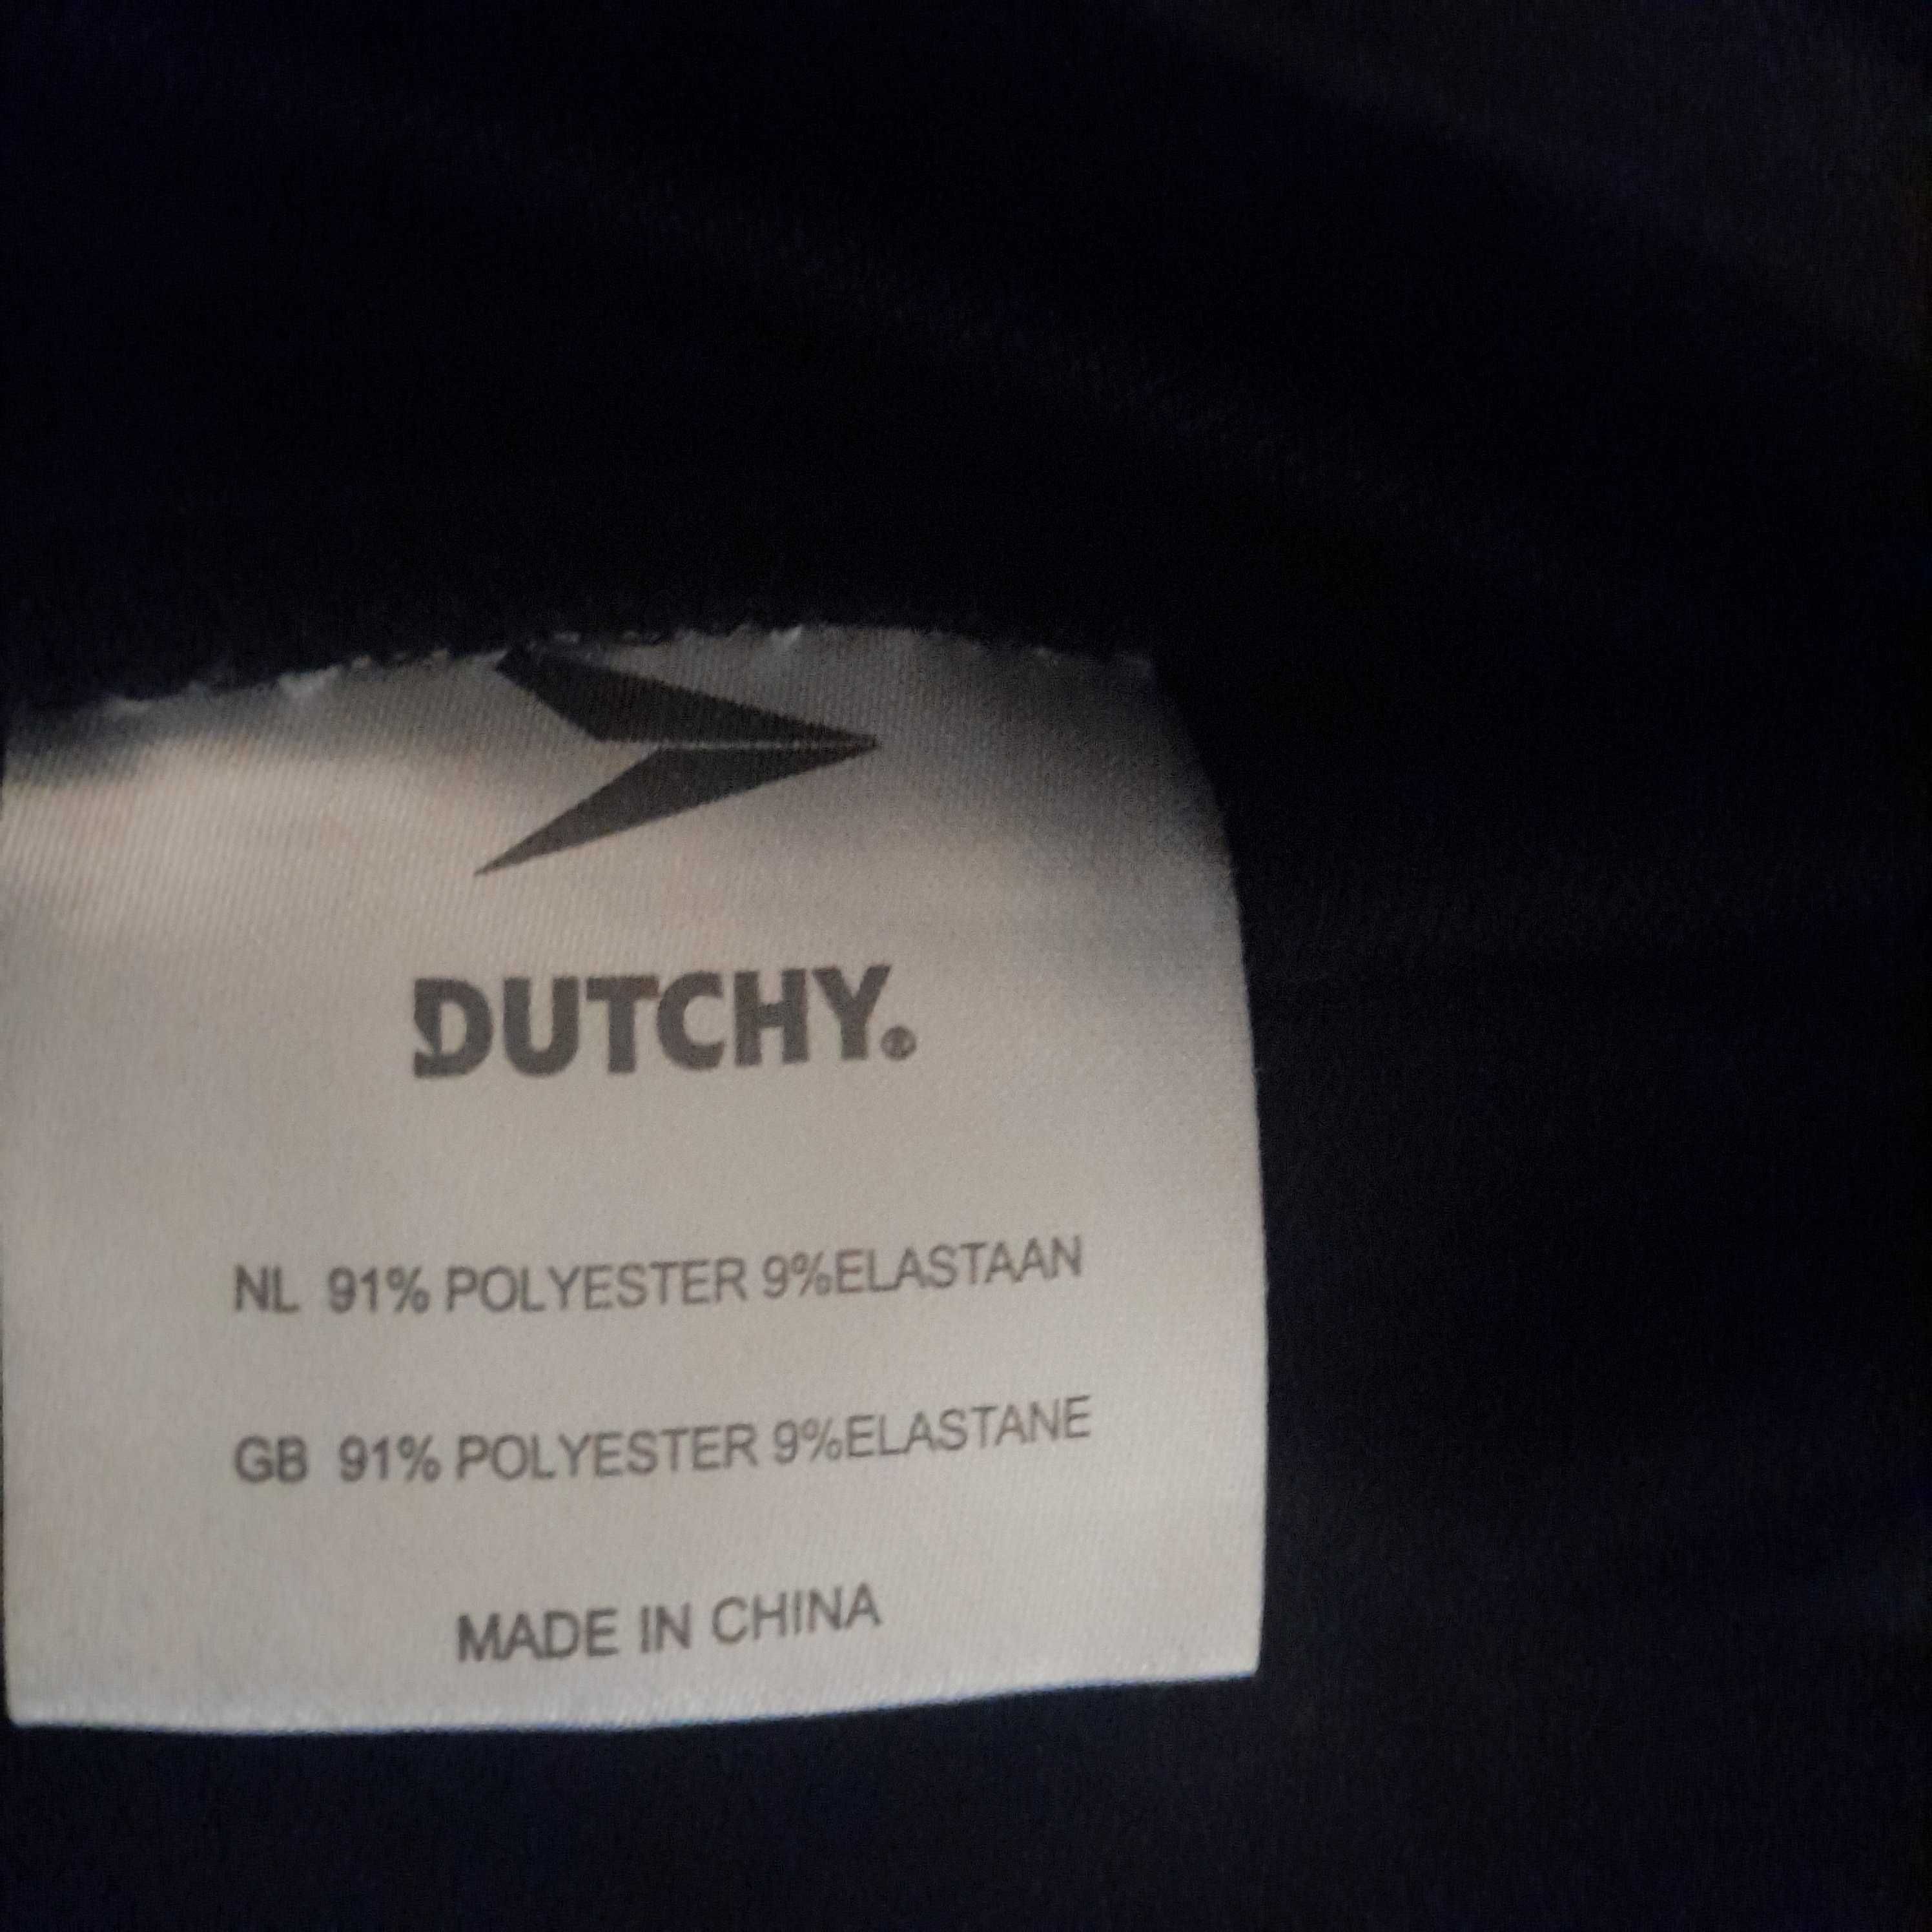 DUTCHY.®
NL 91% POLYESTER 9%ELASTAAN
GB 91% POLYESTER 9%ELASTANE
MADE IN CHINA